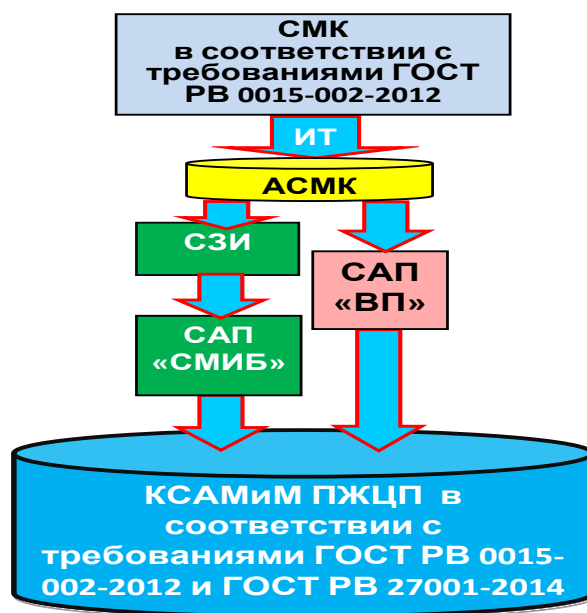 СМК
в соответствии с
требованиями ГОСТ
РВ 0015-002-2012
ИТ
АСМК
СЗИ
САП
«ВП»
САП
«СМИБ»
КСАМиМ ПЖЦП в
соответствии с
требованиями ГОСТ РВ 0015-
002-2012 и ГОСТ РВ 27001-2014